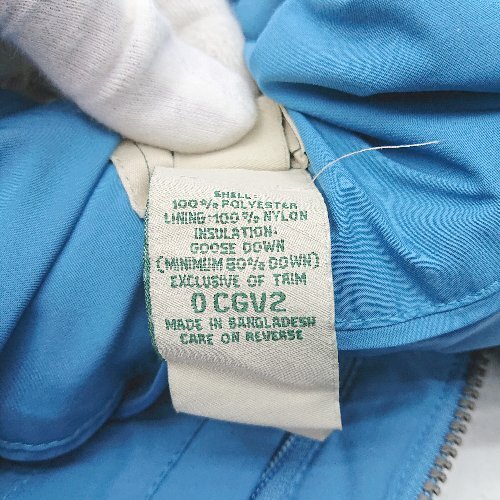 SHELL:
100% POLYESTER
LINING: 100% NYLON
INSULATION:
GOOSE DOWN
(MINIMUM 80% DOWN)
EXCLUSIVE OF TRIM
0 CGV2
MADE IN BANGLADESH
CARE ON REVERSE